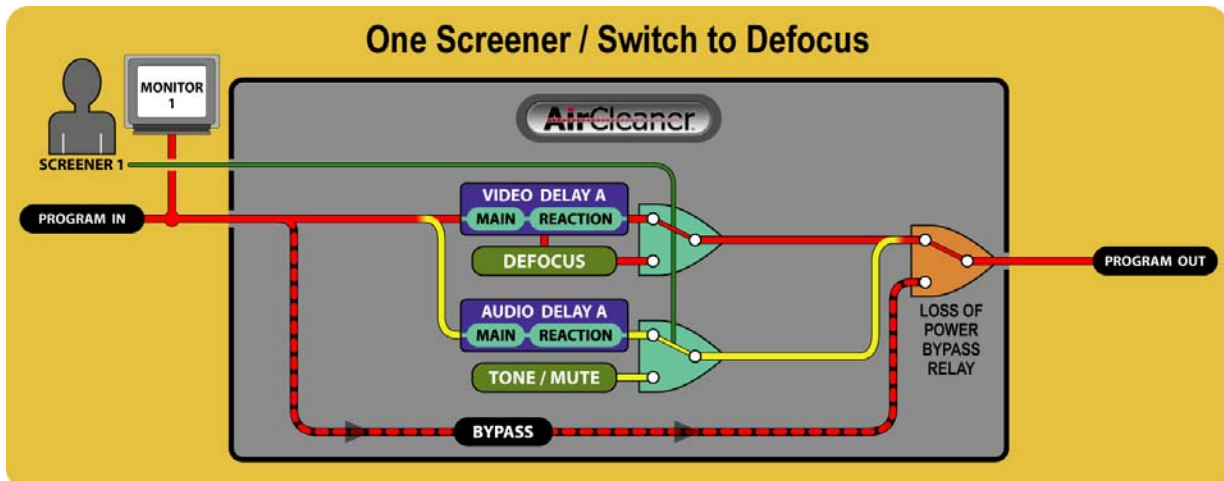 One Screener / Switch to Defocus
MONITOR
1
AirCleaner
SCREENER 1
PROGRAM IN
VIDEO DELAY A
MAIN
REACTION
DEFOCUS
AUDIO DELAY A
MAIN
REACTION
TONE / MUTE
BYPASS
LOSS OF
POWER
BYPASS
RELAY
PROGRAM OUT